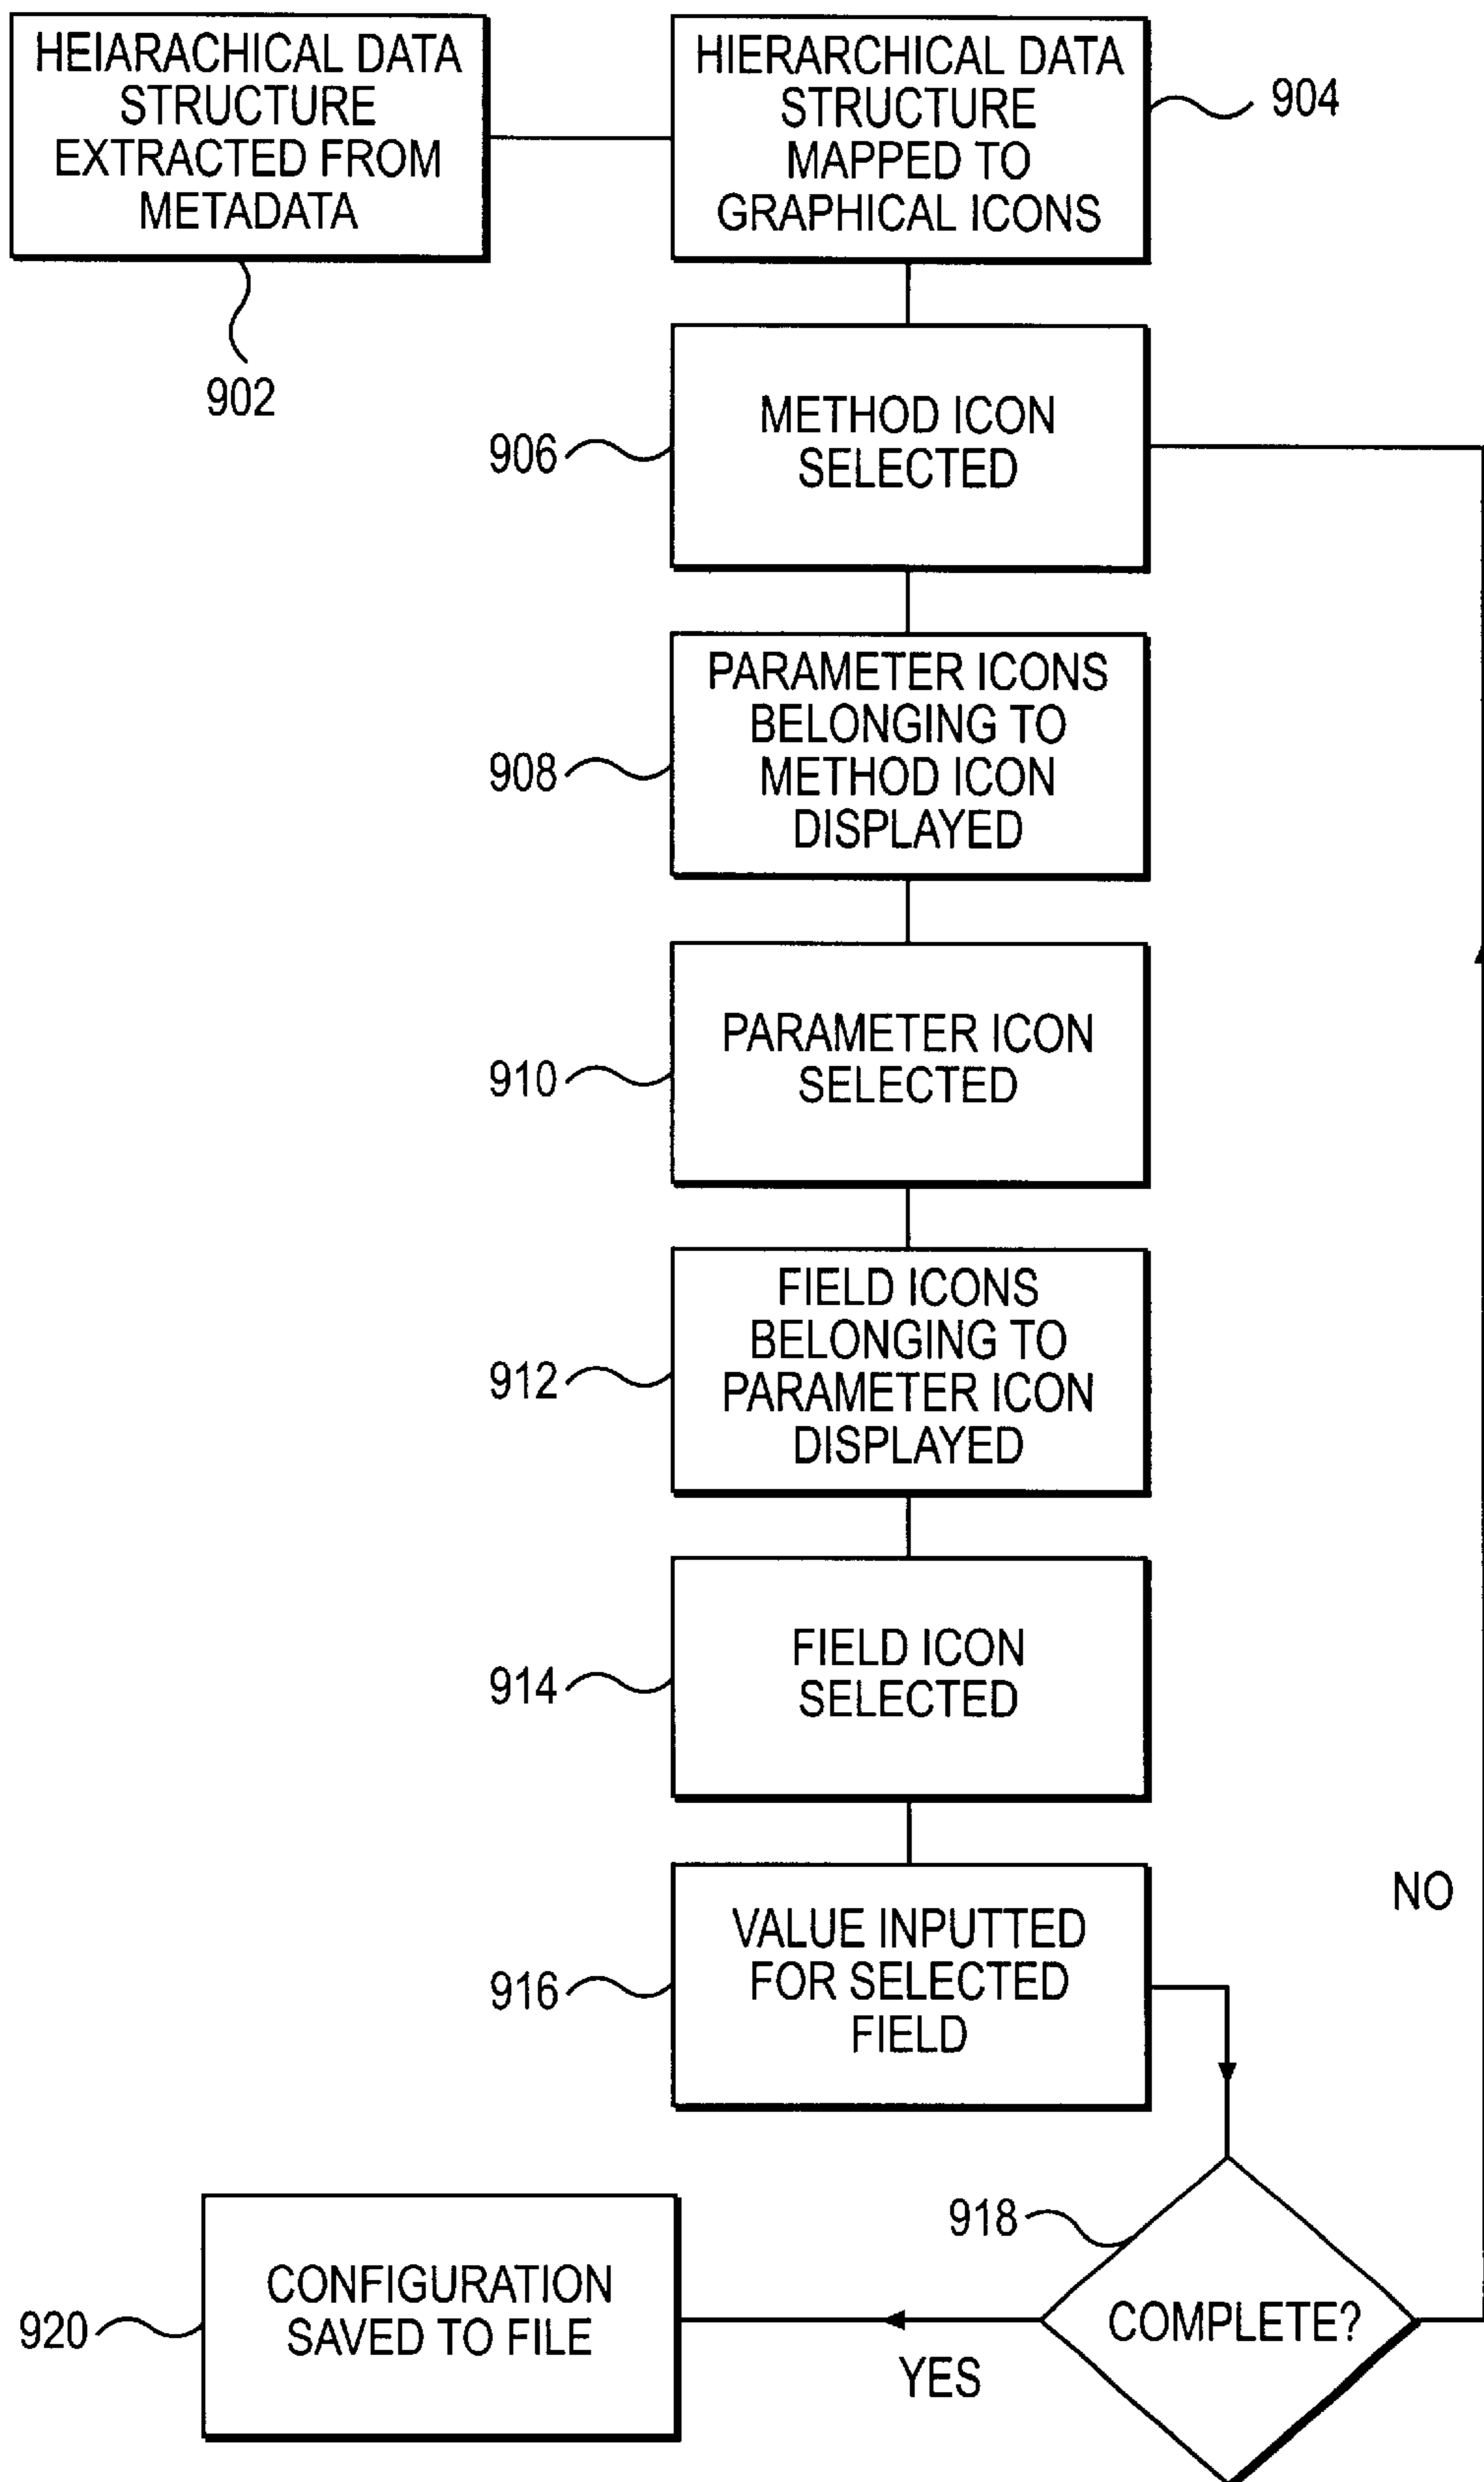 HEIARACHICAL DATA
STRUCTURE
EXTRACTED FROM
METADATA
902
HIERARCHICAL DATA
STRUCTURE
MAPPED TO
GRAPHICAL ICONS
904
METHOD ICON
SELECTED
906
PARAMETER ICONS
BELONGING TO
METHOD ICON
DISPLAYED
908
PARAMETER ICON
SELECTED
910
FIELD ICONS
BELONGING TO
PARAMETER ICON
DISPLAYED
912
FIELD ICON
SELECTED
914
VALUE INPUTTED
FOR SELECTED
FIELD
916
NO
918
COMPLETE?
YES
CONFIGURATION
SAVED TO FILE
920